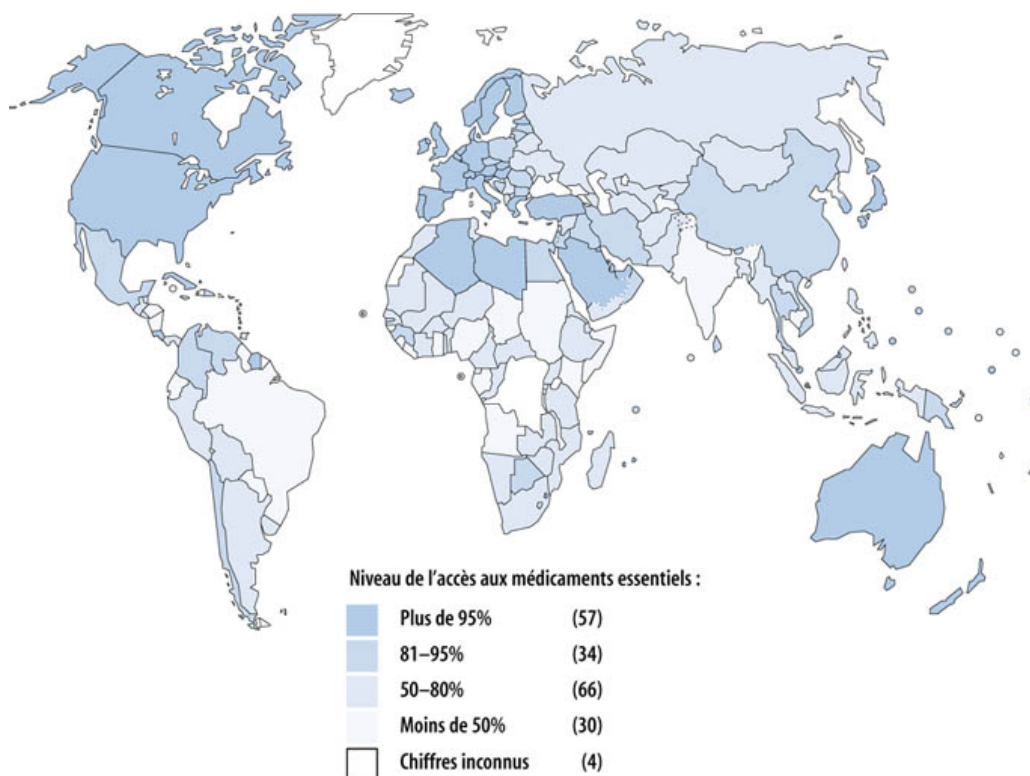 Niveau de l'accès aux médicaments essentiels :
Plus de 95% (57)
81–95% (34)
50–80% (66)
Moins de 50% (30)
Chiffres inconnus (4)